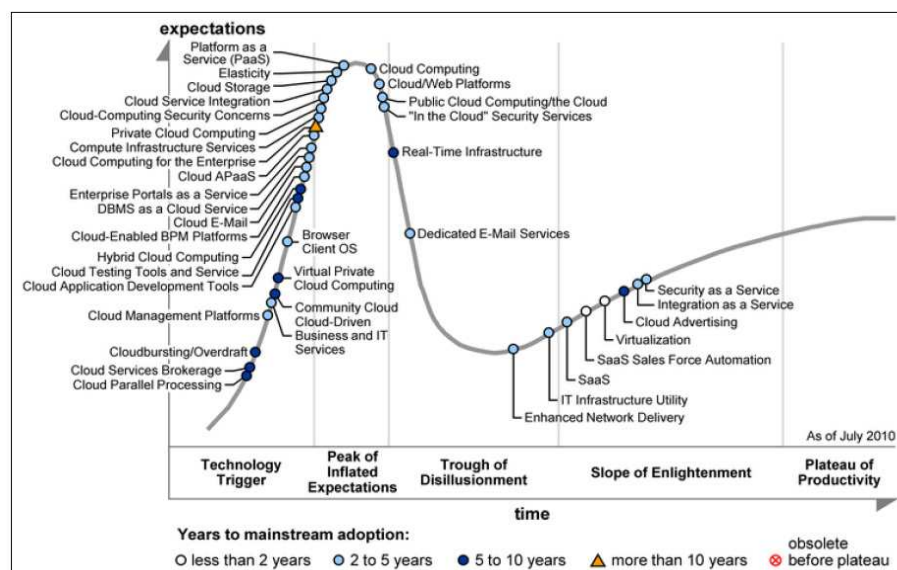 expectations
Platform as a
Service (PaaS)
Elasticity
Cloud Storage
Cloud Service Integration
Cloud-Computing Security Concerns
Private Cloud Computing
Compute Infrastructure Services
Cloud Computing for the Enterprise
Cloud APaaS
Enterprise Portals as a Service
DBMS as a Cloud Service
Cloud E-Mail
Cloud-Enabled BPM Platforms
Hybrid Cloud Computing
Cloud Testing Tools and Service
Cloud Application Development Tools
Cloud Management Platforms
Cloudbursting/Overdraft
Cloud Services Brokerage
Cloud Parallel Processing
Browser
Client OS
Virtual Private
Cloud Computing
Community Cloud
Cloud-Driven
Business and IT
Services
Cloud Computing
Cloud/Web Platforms
Public Cloud Computing/the Cloud
"In the Cloud" Security Services
Real-Time Infrastructure
Dedicated E-Mail Services
Security as a Service
Integration as a Service
Cloud Advertising
Virtualization
SaaS Sales Force Automation
SaaS
IT Infrastructure Utility
Enhanced Network Delivery
As of July 2010
Technology
Trigger
Peak of
Inflated
Expectations
Trough of
Disillusionment
Slope of Enlightenment
Plateau of
Productivity
time
Years to mainstream adoption:
less than 2 years
2 to 5 years
5 to 10 years
more than 10 years
obsolete
before plateau